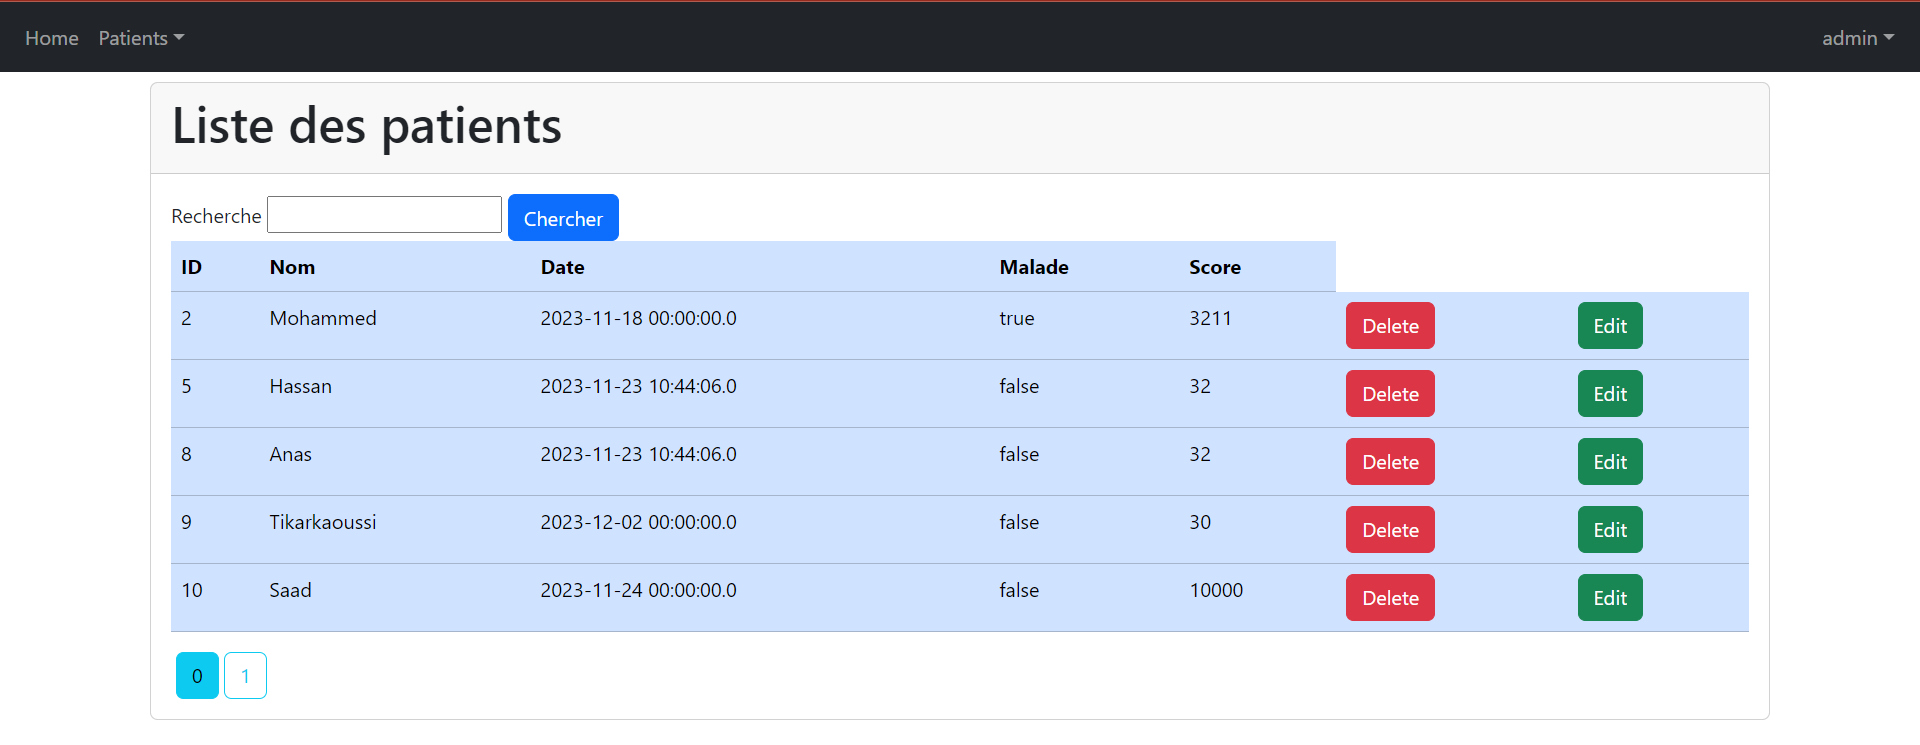 Home Patients admin
Liste des patients
Recherche Chercher
ID Nom Date Malade Score
2 Mohammed 2023-11-18 00:00:00.0 true 3211 Delete Edit
5 Hassan 2023-11-23 10:44:06.0 false 32 Delete Edit
8 Anas 2023-11-23 10:44:06.0 false 32 Delete Edit
9 Tikarkaoussi 2023-12-02 00:00:00.0 false 30 Delete Edit
10 Saad 2023-11-24 00:00:00.0 false 10000 Delete Edit
0 1